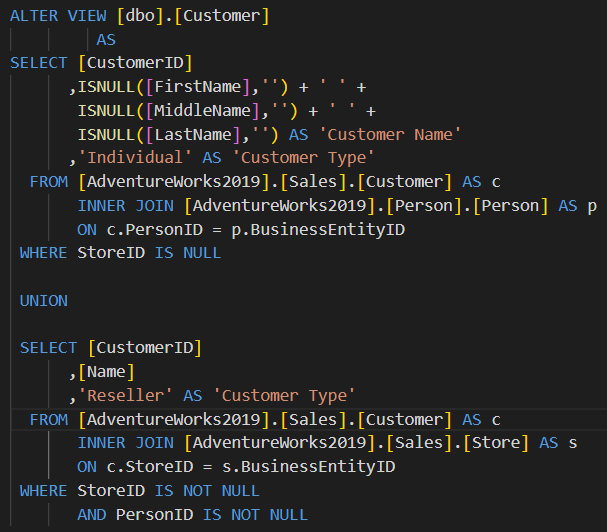 ALTER VIEW [dbo].[Customer]
AS
SELECT [CustomerID]
,ISNULL([FirstName],'') + ' ' +
ISNULL([MiddleName],'') + ' ' +
ISNULL([LastName],'') AS 'Customer Name'
,'Individual' AS 'Customer Type'
FROM [AdventureWorks2019].[Sales].[Customer] AS c
INNER JOIN [AdventureWorks2019].[Person].[Person] AS p
ON c.PersonID = p.BusinessEntityID
WHERE StoreID IS NULL
UNION
SELECT [CustomerID]
,[Name]
,'Reseller' AS 'Customer Type'
FROM [AdventureWorks2019].[Sales].[Customer] AS c
INNER JOIN [AdventureWorks2019].[Sales].[Store] AS s
ON c.StoreID = s.BusinessEntityID
WHERE StoreID IS NOT NULL
AND PersonID IS NOT NULL